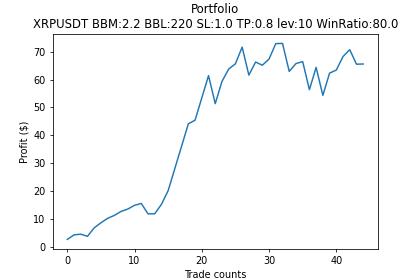 Portfolio
XRPUSDT BBM:2.2 BBL:220 SL:1.0 TP:0.8 lev:10 WinRatio:80.0
70
60
50
40
30
20
10
0
Profit ($)
0 10 20 30 40
Trade counts